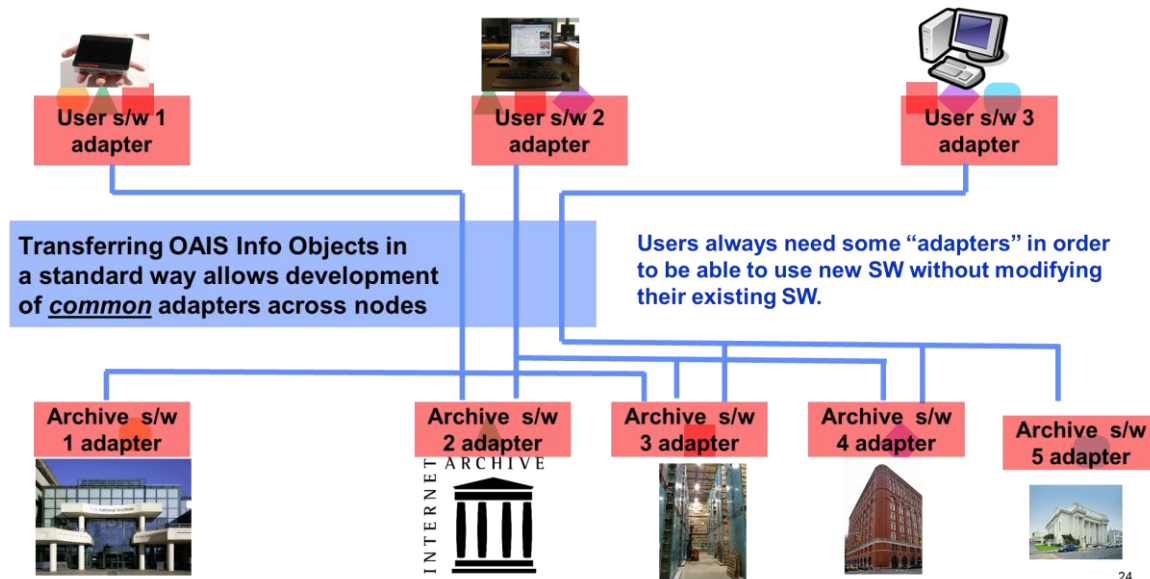 User s/w 1
adapter
User s/w 2
adapter
User s/w 3
adapter
Transferring OAIS Info Objects in
a standard way allows development
of common adapters across nodes
Users always need some “adapters” in order
to be able to use new SW without modifying
their existing SW.
Archive s/w
1 adapter
Archive s/w
2 adapter
Archive s/w
3 adapter
Archive s/w
4 adapter
Archive s/w
5 adapter
INTERNET
ARCHIVE
24